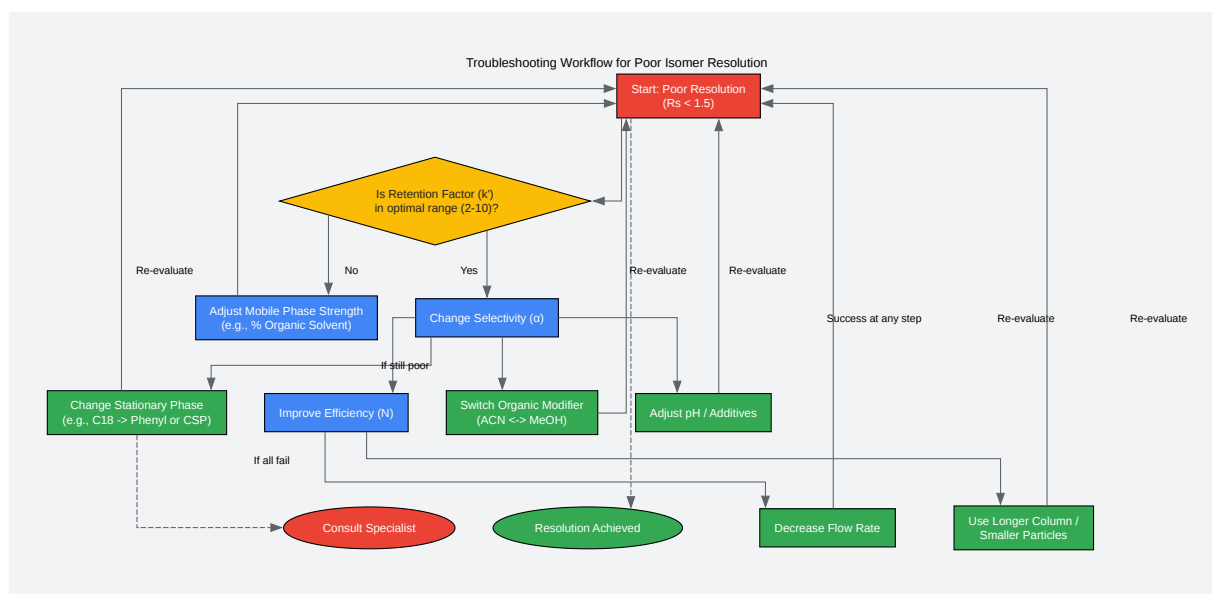 Troubleshooting Workflow for Poor Isomer Resolution
Start: Poor Resolution
(Rs < 1.5)
Is Retention Factor (k')
in optimal range (2-10)?
Re-evaluate
No
Yes
Re-evaluate
Re-evaluate
Adjust Mobile Phase Strength
(e.g., % Organic Solvent)
Change Selectivity (α)
Success at any step
Re-evaluate
Re-evaluate
If still poor
Change Stationary Phase
(e.g., C18 -> Phenyl or CSP)
Improve Efficiency (N)
Switch Organic Modifier
(ACN <-> MeOH)
Adjust pH / Additives
If all fail
Consult Specialist
Resolution Achieved
Decrease Flow Rate
Use Longer Column /
Smaller Particles